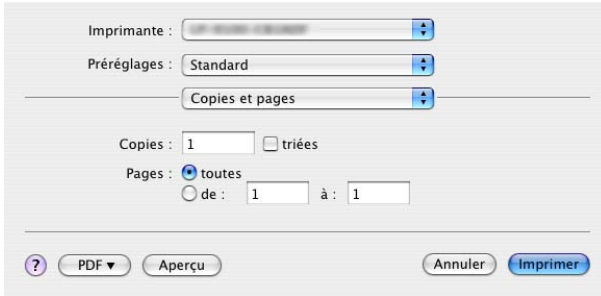 Imprimante :
Préréglages : Standard
Copies et pages
Copies : 1 triées
Pages : toutes
de : 1 à : 1
? PDF ▼ Aperçu Annuler Imprimer